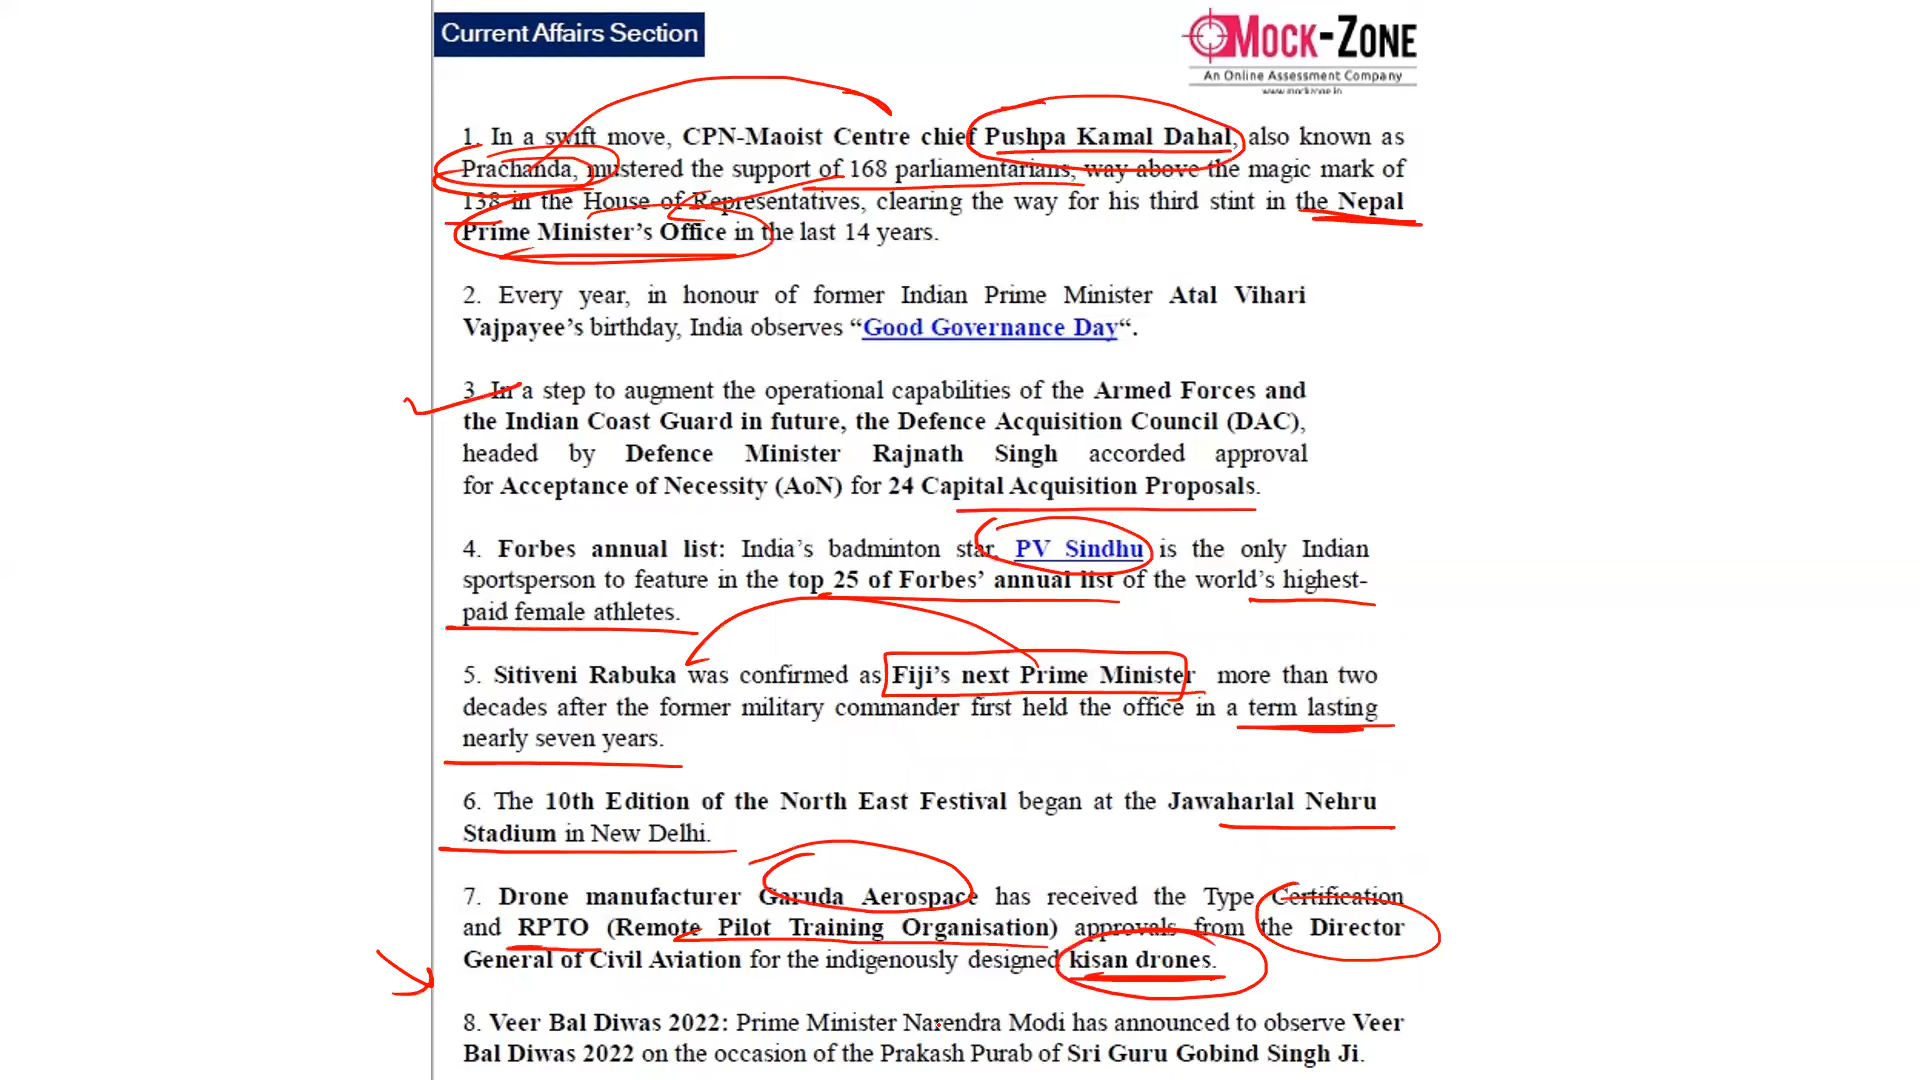 Current Affairs Section
MOCK-ZONE
An Online Assessment Company
www.mockzone.in
1. In a swift move, CPN-Maoist Centre chief Pushpa Kamal Dahal, also known as
Prachanda, mustered the support of 168 parliamentarians, way above the magic mark of
138 in the House of Representatives, clearing the way for his third stint in the Nepal
Prime Minister's Office in the last 14 years.
2. Every year, in honour of former Indian Prime Minister Atal Vihari
Vajpayee's birthday, India observes “Good Governance Day“.
3. In a step to augment the operational capabilities of the Armed Forces and
the Indian Coast Guard in future, the Defence Acquisition Council (DAC),
headed by Defence Minister Rajnath Singh accorded approval
for Acceptance of Necessity (AoN) for 24 Capital Acquisition Proposals.
4. Forbes annual list: India's badminton star, PV Sindhu is the only Indian
sportsperson to feature in the top 25 of Forbes' annual list of the world's highest-
paid female athletes.
5. Sitiveni Rabuka was confirmed as Fiji's next Prime Minister more than two
decades after the former military commander first held the office in a term lasting
nearly seven years.
6. The 10th Edition of the North East Festival began at the Jawaharlal Nehru
Stadium in New Delhi.
7. Drone manufacturer Garuda Aerospace has received the Type Certification
and RPTO (Remote Pilot Training Organisation) approvals from the Director
General of Civil Aviation for the indigenously designed kisan drones.
8. Veer Bal Diwas 2022: Prime Minister Narendra Modi has announced to observe Veer
Bal Diwas 2022 on the occasion of the Prakash Purab of Sri Guru Gobind Singh Ji.